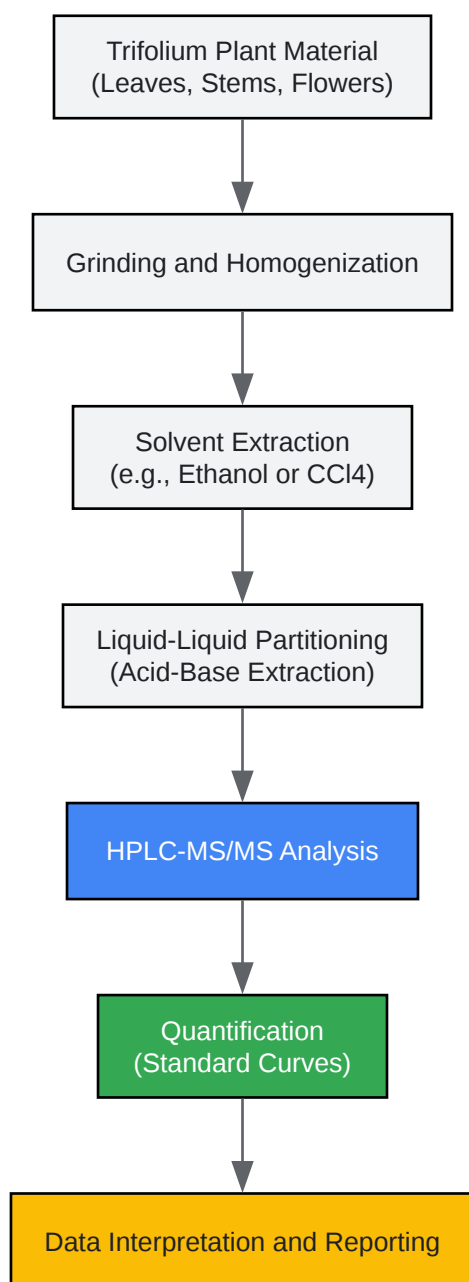 Trifolium Plant Material
(Leaves, Stems, Flowers)
Grinding and Homogenization
Solvent Extraction
(e.g., Ethanol or CCl4)
Liquid-Liquid Partitioning
(Acid-Base Extraction)
HPLC-MS/MS Analysis
Quantification
(Standard Curves)
Data Interpretation and Reporting